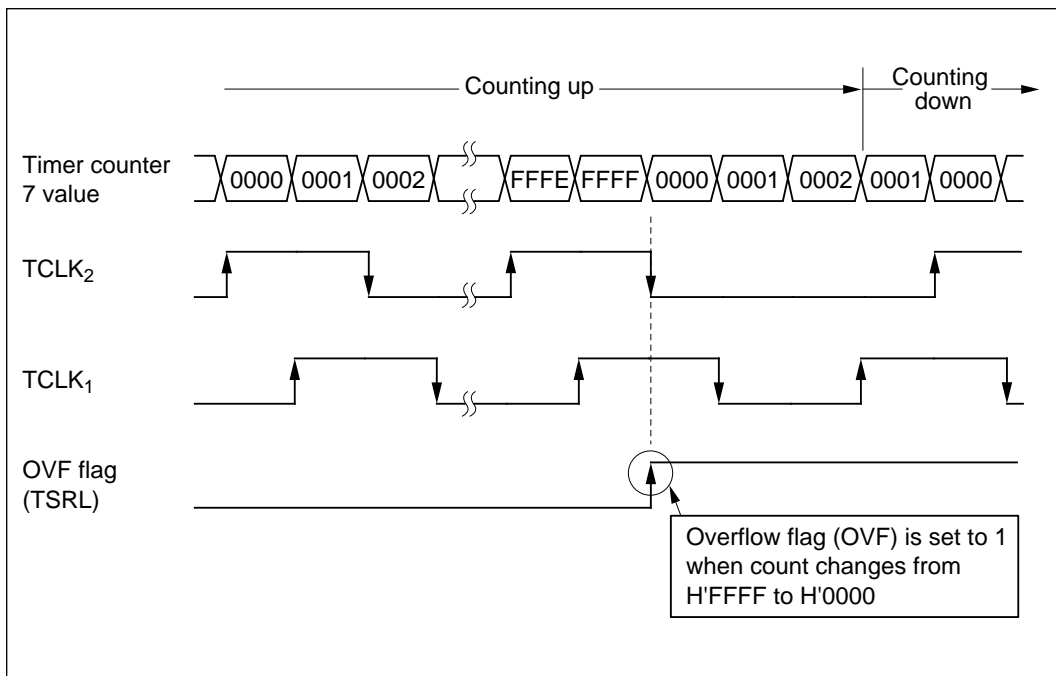 Counting up
Counting
down
Timer counter
7 value
0000 0001 0002 FFFE FFFF 0000 0001 0002 0001 0000
TCLK₂
TCLK₁
OVF flag
(TSRL)
Overflow flag (OVF) is set to 1
when count changes from
H'FFFF to H'0000